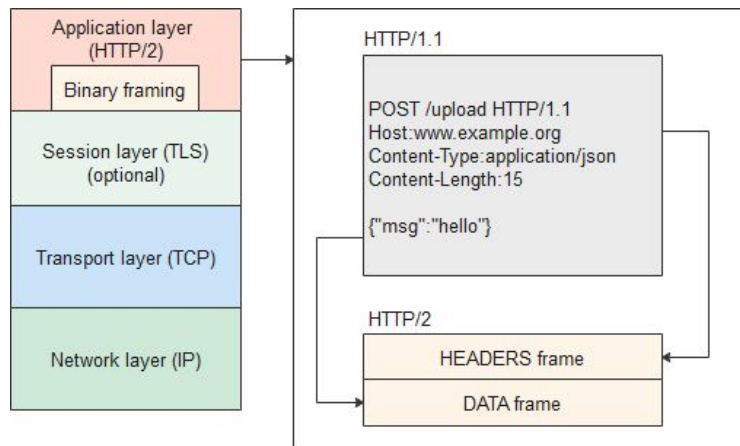 Application layer
(HTTP/2)
Binary framing
Session layer (TLS)
(optional)
Transport layer (TCP)
Network layer (IP)
HTTP/1.1
POST /upload HTTP/1.1
Host:www.example.org
Content-Type:application/json
Content-Length:15
{"msg":"hello"}
HTTP/2
HEADERS frame
DATA frame